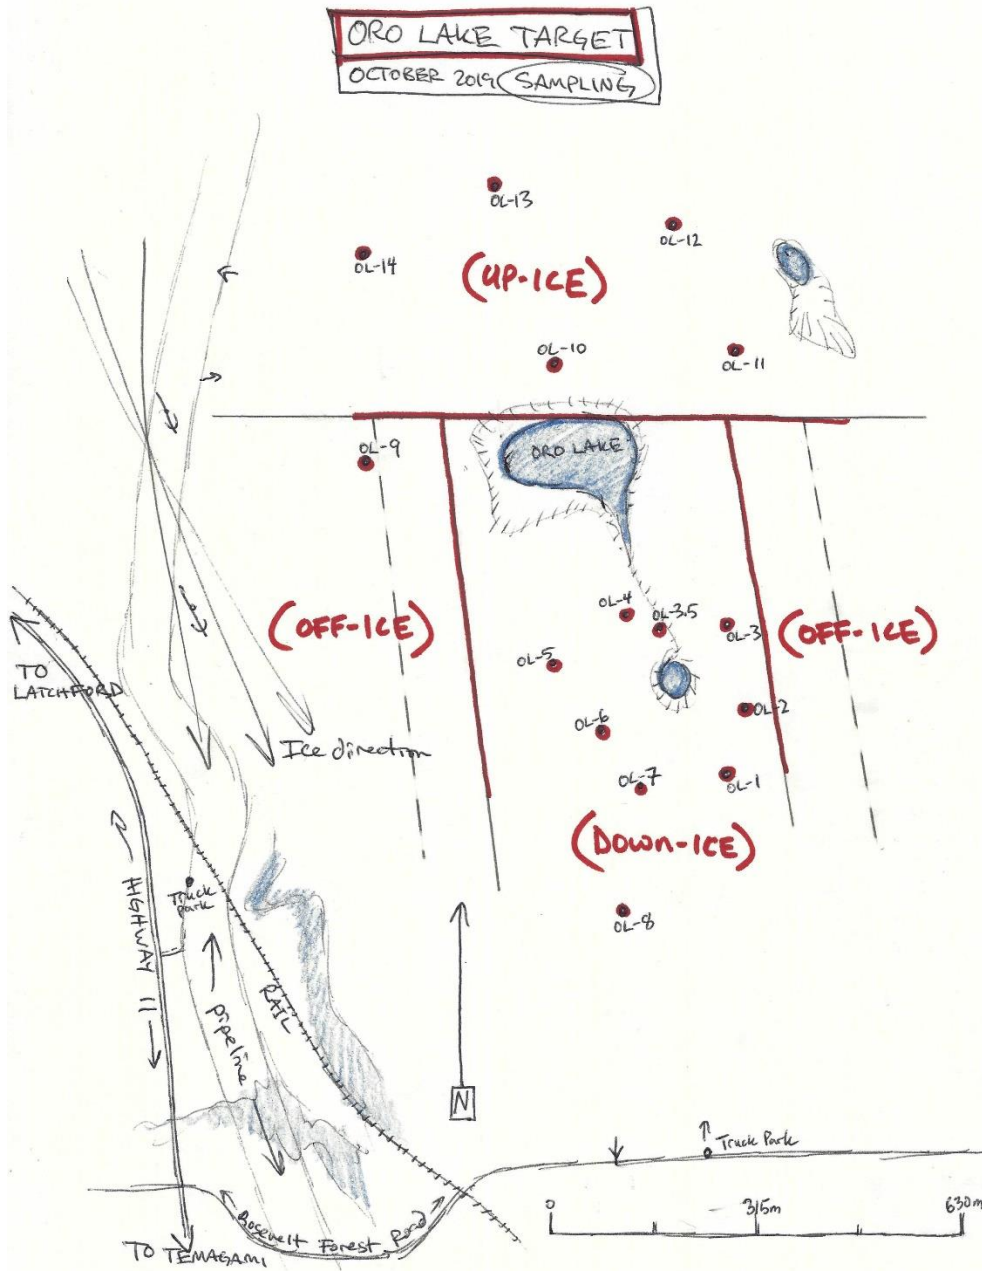 ORO LAKE TARGET
OCTOBER 2019 SAMPLING
OL-13
OL-12
OL-14
(UP-ICE)
OL-10
OL-11
OL-9
ORO LAKE
OL-4
OL-3.5
OL-3
(OFF-ICE)
(OFF-ICE)
OL-5
TO
LATCHFORD
OL-2
OL-6
Ice direction
OL-7
OL-1
(DOWN-ICE)
Truck
park
HIGHWAY 11
OL-8
pipeline
RAIL
N
Truck Park
0
315m
630m
Rosevelt Forest Road
TO TEMAGAMI